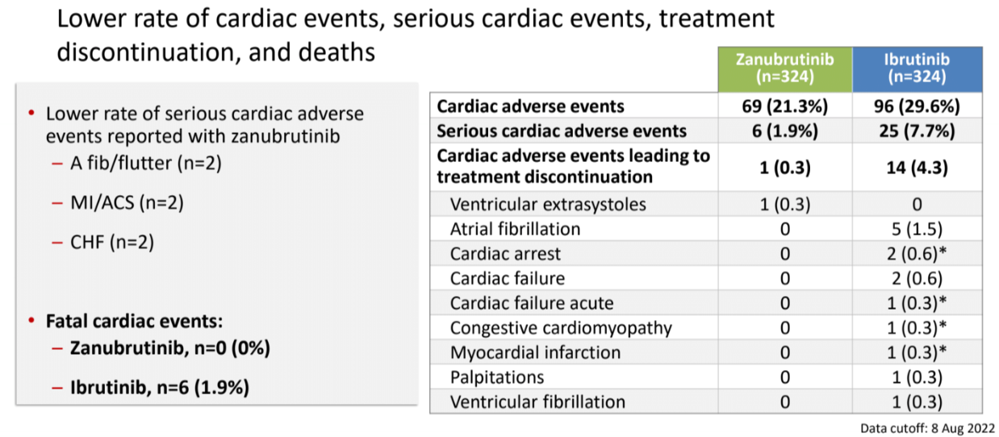 Lower rate of cardiac events, serious cardiac events, treatment
discontinuation, and deaths
• Lower rate of serious cardiac adverse
events reported with zanubrutinib
– A fib/flutter (n=2)
– MI/ACS (n=2)
– CHF (n=2)
• Fatal cardiac events:
– Zanubrutinib, n=0 (0%)
– Ibrutinib, n=6 (1.9%)
Zanubrutinib (n=324) Ibrutinib (n=324)
Cardiac adverse events 69 (21.3%) 96 (29.6%)
Serious cardiac adverse events 6 (1.9%) 25 (7.7%)
Cardiac adverse events leading to
treatment discontinuation 1 (0.3) 14 (4.3)
Ventricular extrasystoles 1 (0.3) 0
Atrial fibrillation 0 5 (1.5)
Cardiac arrest 0 2 (0.6)*
Cardiac failure 0 2 (0.6)
Cardiac failure acute 0 1 (0.3)*
Congestive cardiomyopathy 0 1 (0.3)*
Myocardial infarction 0 1 (0.3)*
Palpitations 0 1 (0.3)
Ventricular fibrillation 0 1 (0.3)
Data cutoff: 8 Aug 2022